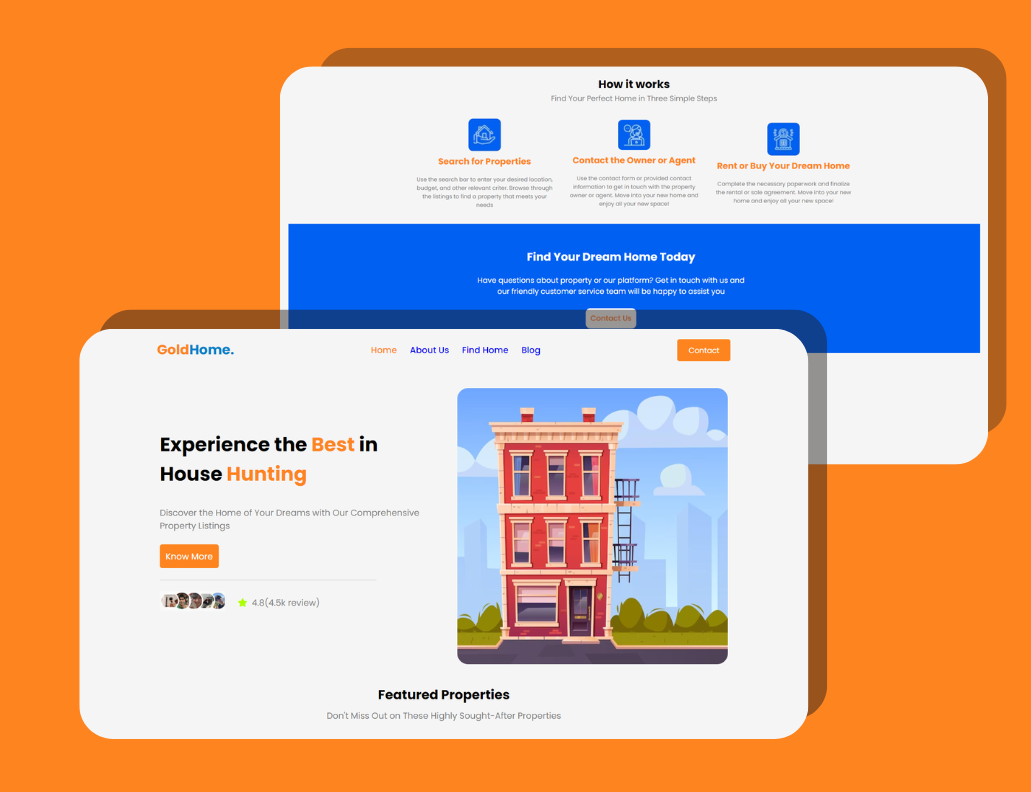 How it works
Find Your Perfect Home in Three Simple Steps
Search for Properties
Use the search bar to enter your desired location,
budget, and other relevant criter. Browse through
the listings to find a property that meets your
needs
Contact the Owner or Agent
Use the contact form or provided contact
information to get in touch with the property
owner or agent. Move into your new home and
enjoy all your new space!
Rent or Buy Your Dream Home
Complete the necessary paperwork and finalize
the rental or sale agreement. Move into your new
home and enjoy all your new space!
Find Your Dream Home Today
Have questions about property or our platform? Get in touch with us and
our friendly customer service team will be happy to assist you
Contact Us
GoldHome.
Home About Us Find Home Blog
Contact
Experience the Best in
House Hunting
Discover the Home of Your Dreams with Our Comprehensive
Property Listings
Know More
4.8(4.5k review)
Featured Properties
Don't Miss Out on These Highly Sought-After Properties